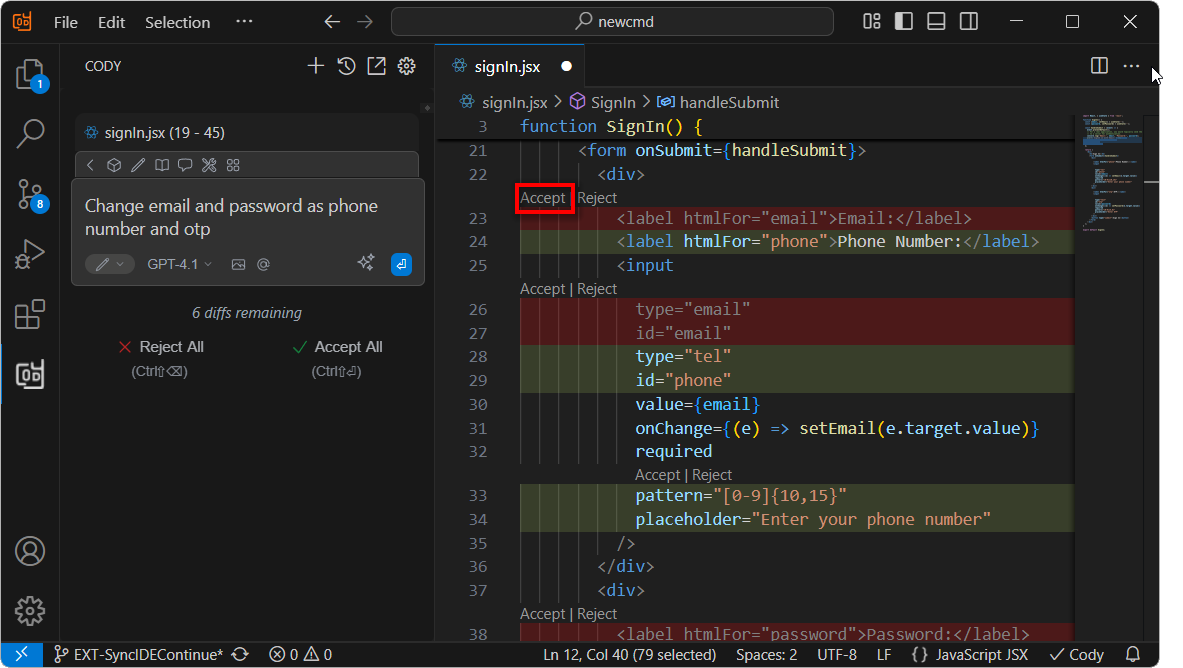 File Edit Selection ··· newcmd
CODY
signIn.jsx
signIn.jsx (19 - 45)
Change email and password as phone
number and otp
GPT-4.1 @
6 diffs remaining
Reject All Accept All
(Ctrl⇧⌫) (Ctrl⇧⏎)
1
8
signIn.jsx > SignIn > handleSubmit
3 function SignIn() {
21 <form onSubmit={handleSubmit}>
22 <div>
Accept | Reject
23 <label htmlFor="email">Email:</label>
24 <label htmlFor="phone">Phone Number:</label>
25 <input
Accept | Reject
26 type="email"
27 id="email"
28 type="tel"
29 id="phone"
30 value={email}
31 onChange={(e) => setEmail(e.target.value)}
32 required
Accept | Reject
33 pattern="[0-9]{10,15}"
34 placeholder="Enter your phone number"
35 />
36 </div>
37 <div>
Accept | Reject
38 <label htmlFor="password">Password:</label>
EXT-SyncIDEContinue* 0 0 Ln 12, Col 40 (79 selected) Spaces: 2 UTF-8 LF {} JavaScript JSX ✓ Cody